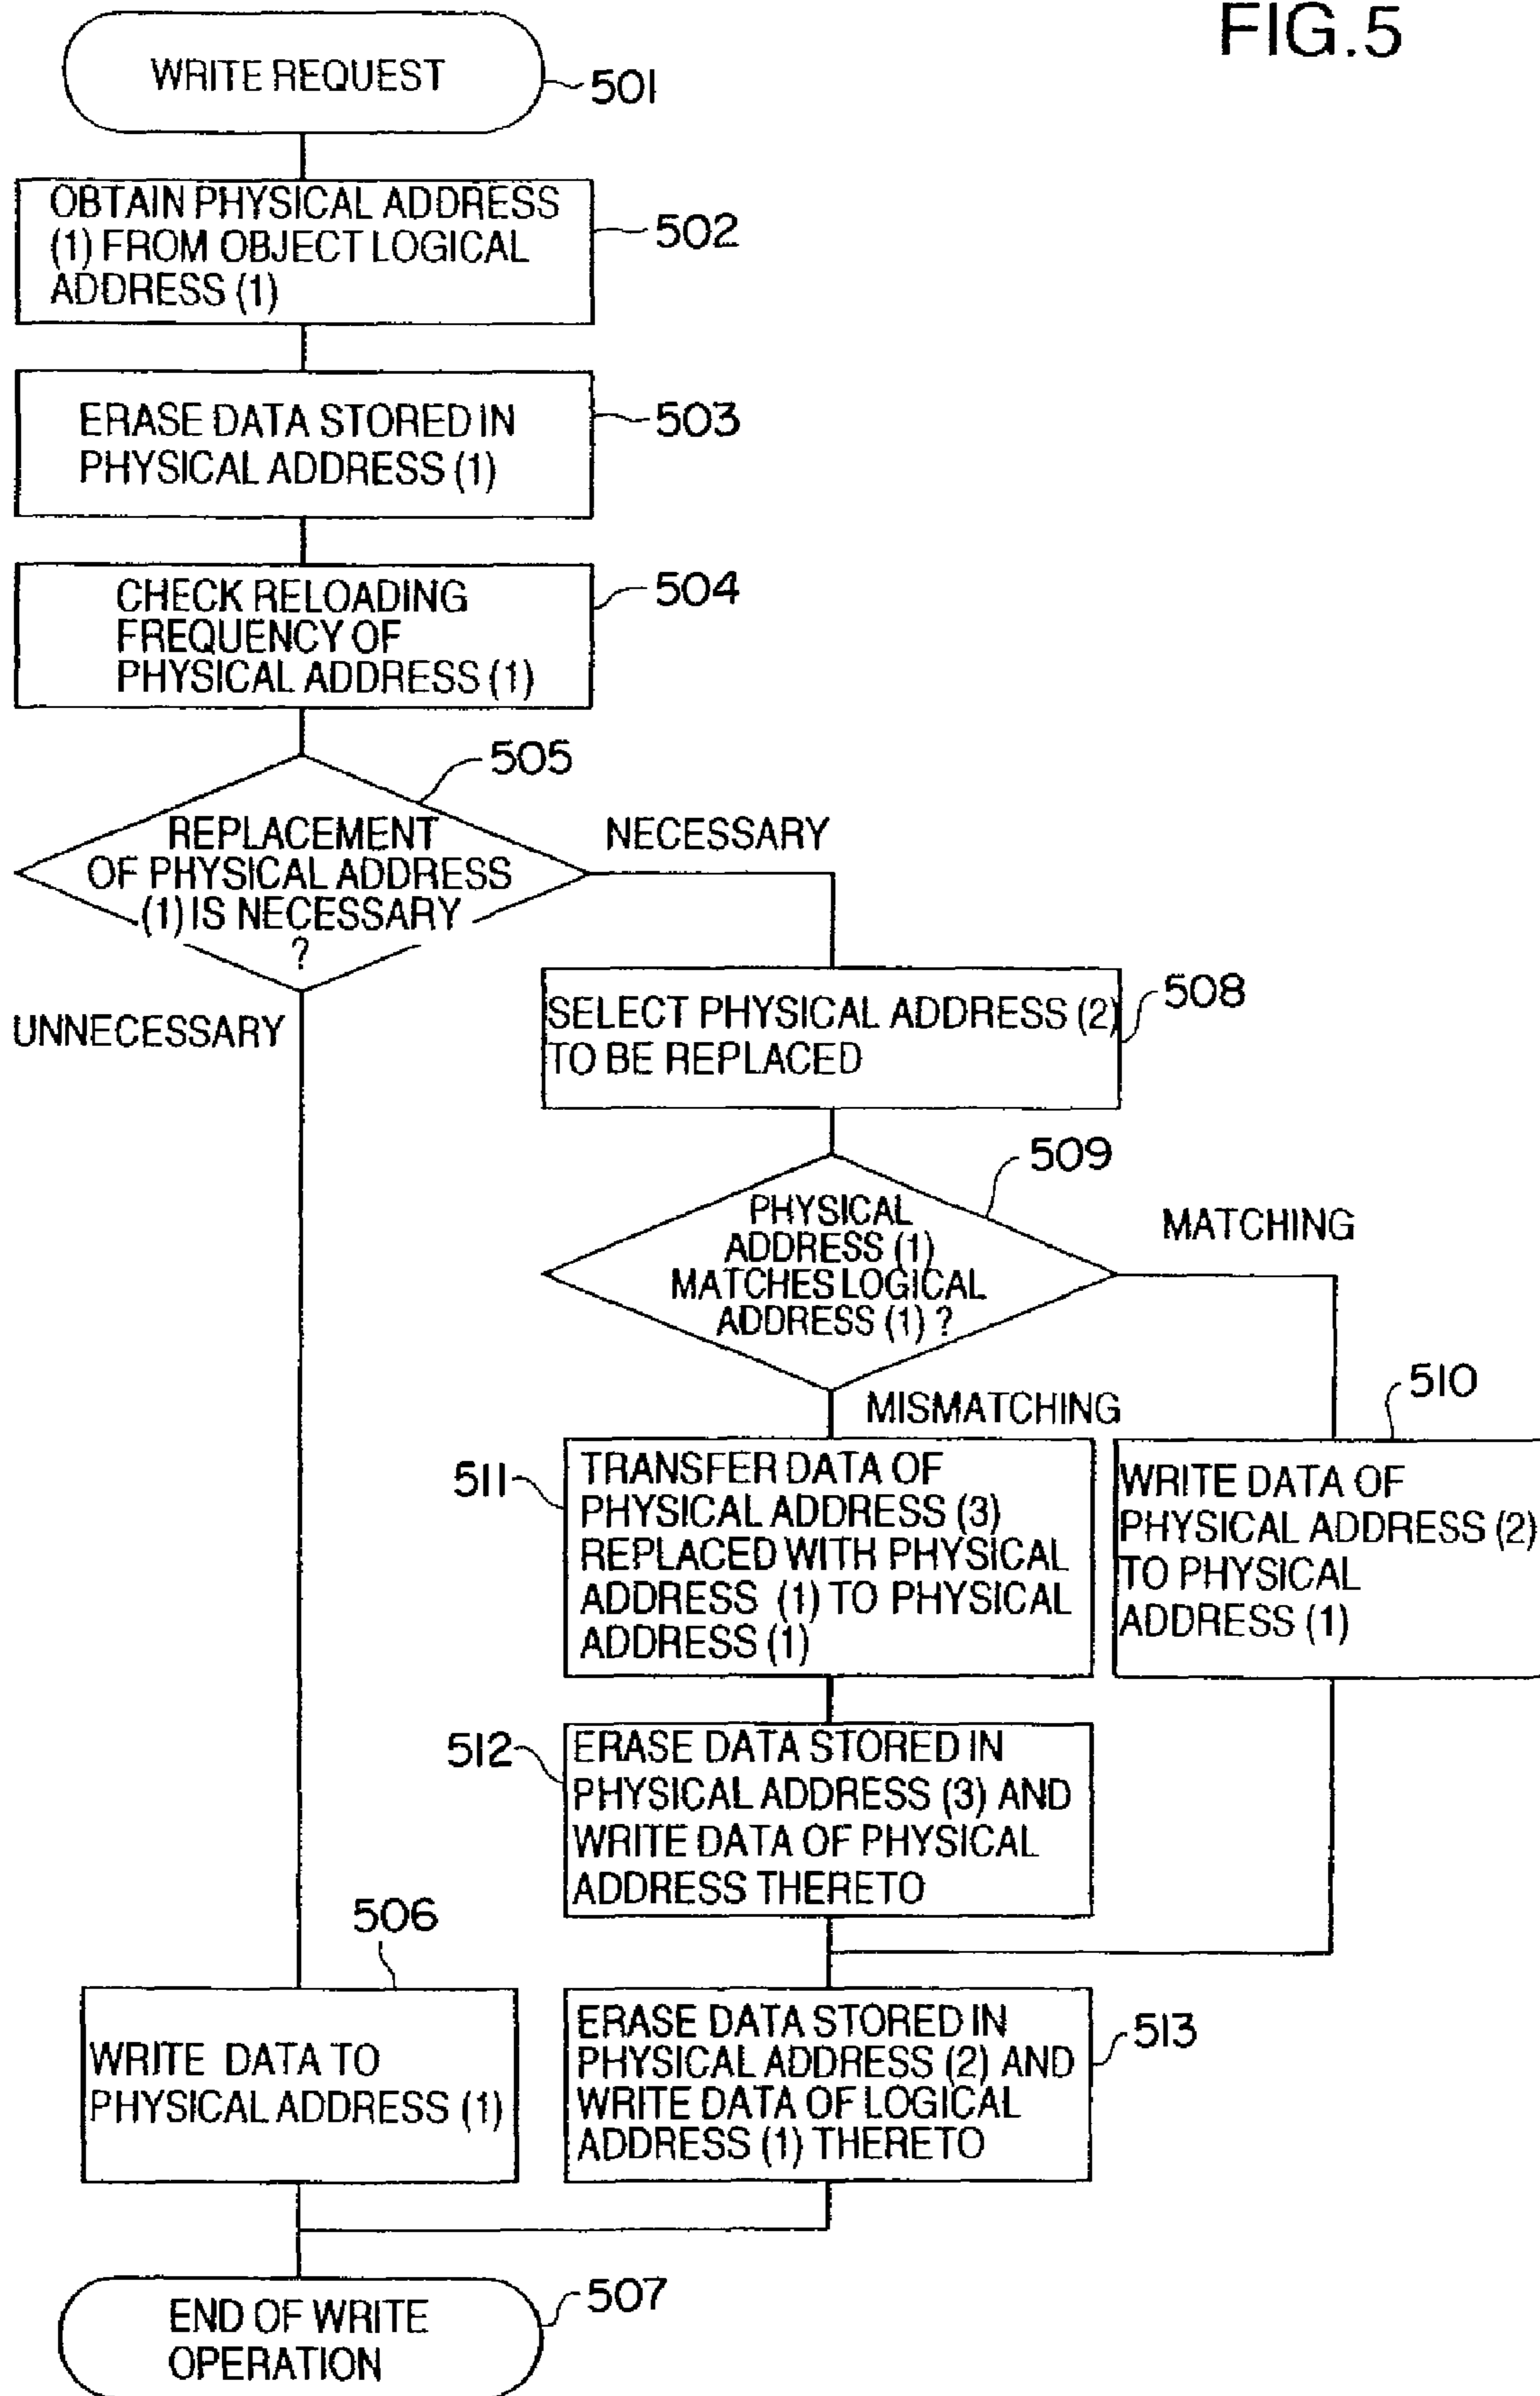 FIG.5
WRITE REQUEST
501
OBTAIN PHYSICAL ADDRESS
(1) FROM OBJECT LOGICAL
ADDRESS (1)
502
ERASE DATA STORED IN
PHYSICAL ADDRESS (1)
503
CHECK RELOADING
FREQUENCY OF
PHYSICAL ADDRESS (1)
504
505
REPLACEMENT
OF PHYSICAL ADDRESS
(1) IS NECESSARY
?
NECESSARY
UNNECESSARY
SELECT PHYSICAL ADDRESS (2)
TO BE REPLACED
508
509
PHYSICAL
ADDRESS (1)
MATCHES LOGICAL
ADDRESS (1) ?
MATCHING
MISMATCHING
510
511
TRANSFER DATA OF
PHYSICAL ADDRESS (3)
REPLACED WITH PHYSICAL
ADDRESS (1) TO PHYSICAL
ADDRESS (1)
WRITE DATA OF
PHYSICAL ADDRESS (2)
TO PHYSICAL
ADDRESS (1)
512
ERASE DATA STORED IN
PHYSICAL ADDRESS (3) AND
WRITE DATA OF PHYSICAL
ADDRESS THERETO
506
WRITE DATA TO
PHYSICAL ADDRESS (1)
ERASE DATA STORED IN
PHYSICAL ADDRESS (2) AND
WRITE DATA OF LOGICAL
ADDRESS (1) THERETO
513
END OF WRITE
OPERATION
507